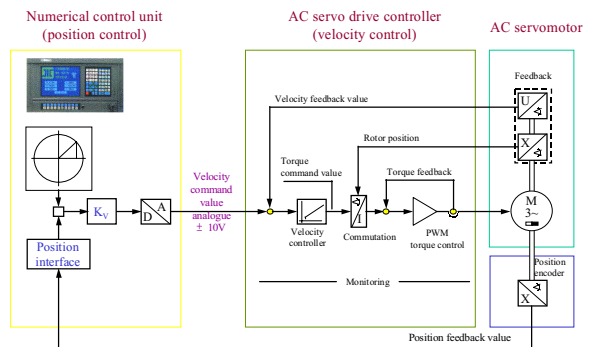 Numerical control unit
(position control)
AC servo drive controller
(velocity control)
AC servomotor
Feedback
Velocity feedback value
U
Rotor position
X
Torque
command value
Torque feedback
Velocity
command
value
analogue
± 10V
K_V
A
D
I
M
3~
Velocity
controller
Commutation
PWM
torque control
Position
interface
Monitoring
Position
encoder
X
Position feedback value